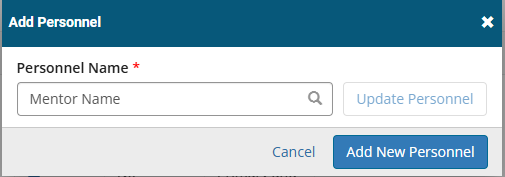 Add Personnel ×
Personnel Name *
Mentor Name
Update Personnel
Cancel
Add New Personnel